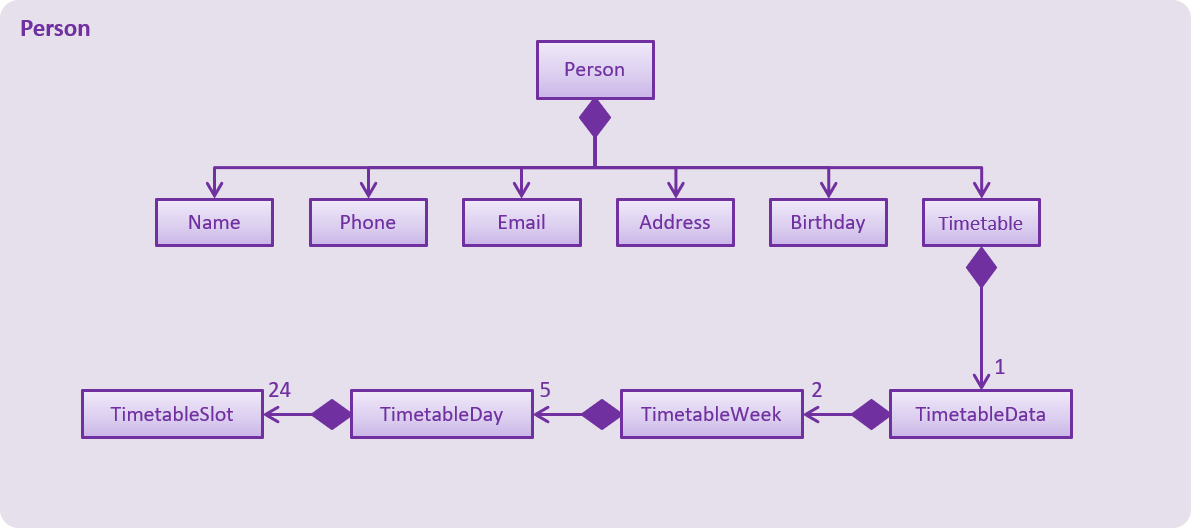 Person
Person
Name
Phone
Email
Address
Birthday
Timetable
1
24
5
2
TimetableSlot
TimetableDay
TimetableWeek
TimetableData